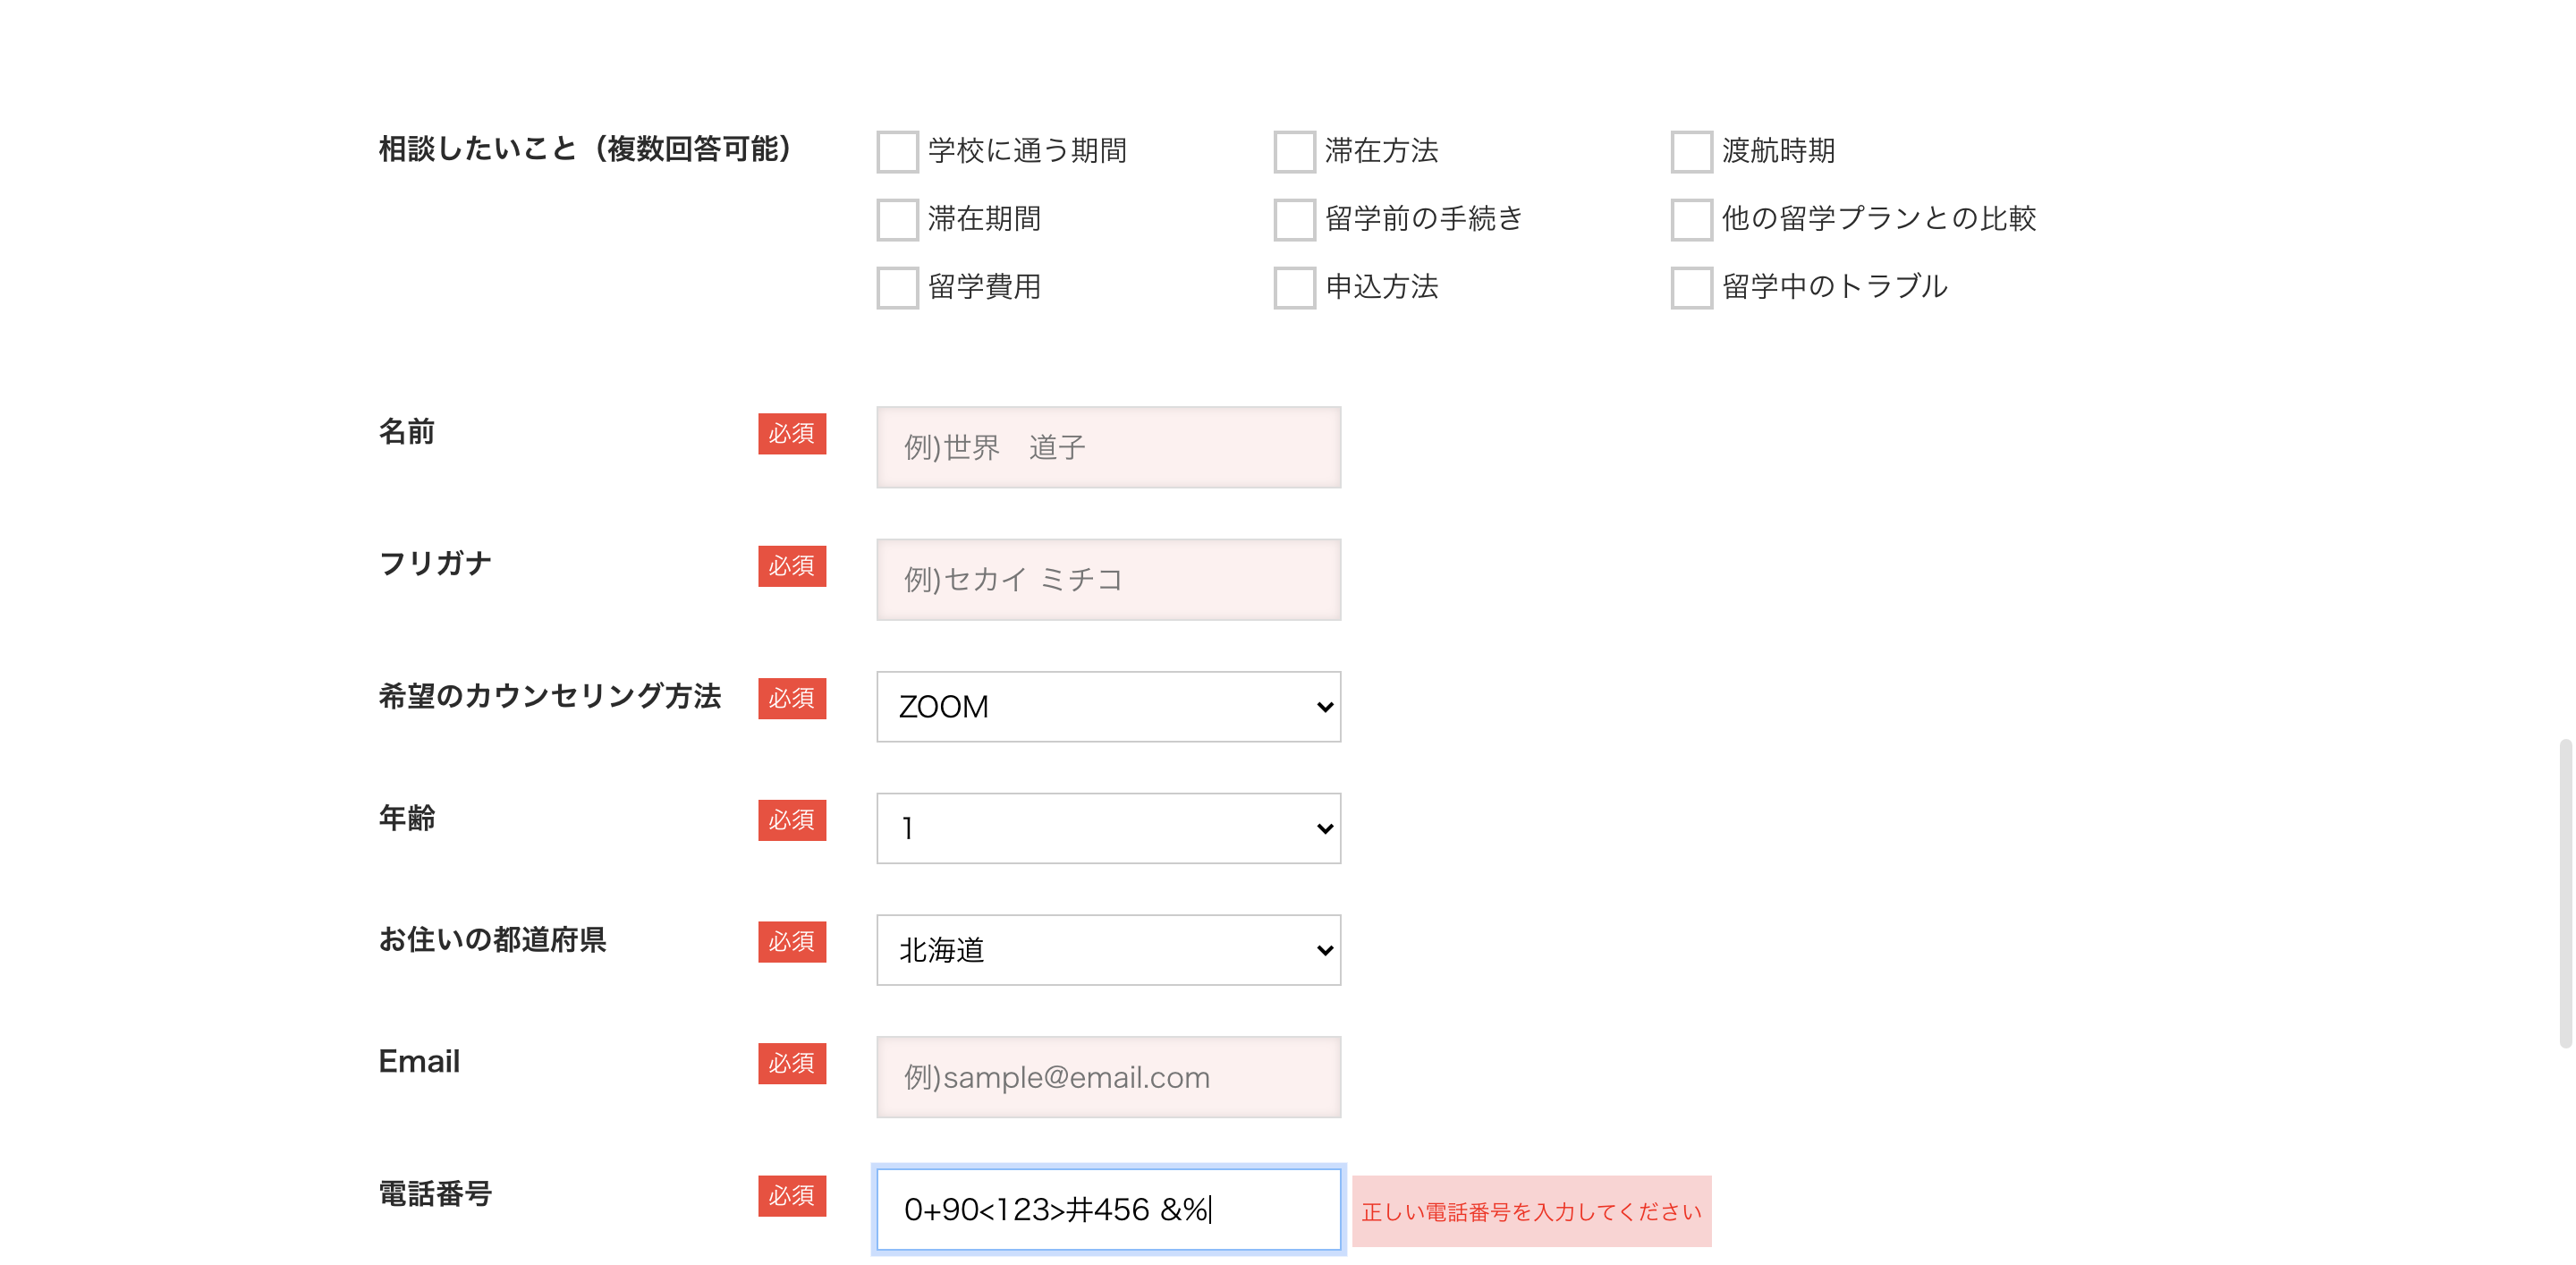 相談したいこと（複数回答可能）
学校に通う期間 滞在方法 渡航時期
滞在期間 留学前の手続き 他の留学プランとの比較
留学費用 申込方法 留学中のトラブル
名前 必須 例)世界　道子
フリガナ 必須 例)セカイ ミチコ
希望のカウンセリング方法 必須 ZOOM
年齢 必須 1
お住いの都道府県 必須 北海道
Email 必須 例)sample@email.com
電話番号 必須 0+90<123>井456 &% 正しい電話番号を入力してください